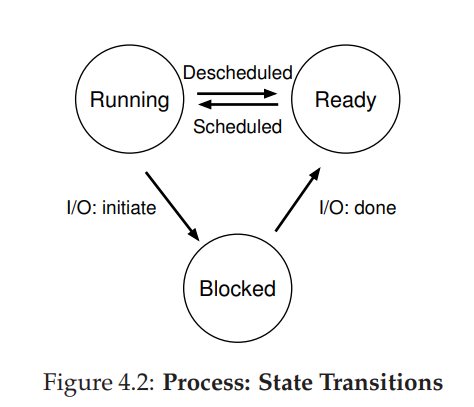 Descheduled
Running
Ready
Scheduled
I/O: initiate
I/O: done
Blocked
Figure 4.2: Process: State Transitions